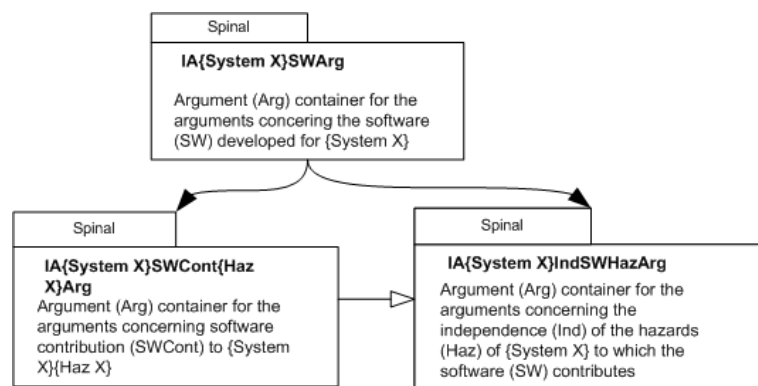 Spinal
IA{System X}SWArg
Argument (Arg) container for the
arguments concering the software
(SW) developed for {System X}
Spinal
IA{System X}SWCont{Haz
X}Arg
Argument (Arg) container for the
arguments concerning software
contribution (SWCont) to {System
X}{Haz X}
Spinal
IA{System X}IndSWHazArg
Argument (Arg) container for the
arguments concerning the
independence (Ind) of the hazards
(Haz) of {System X} to which the
software (SW) contributes